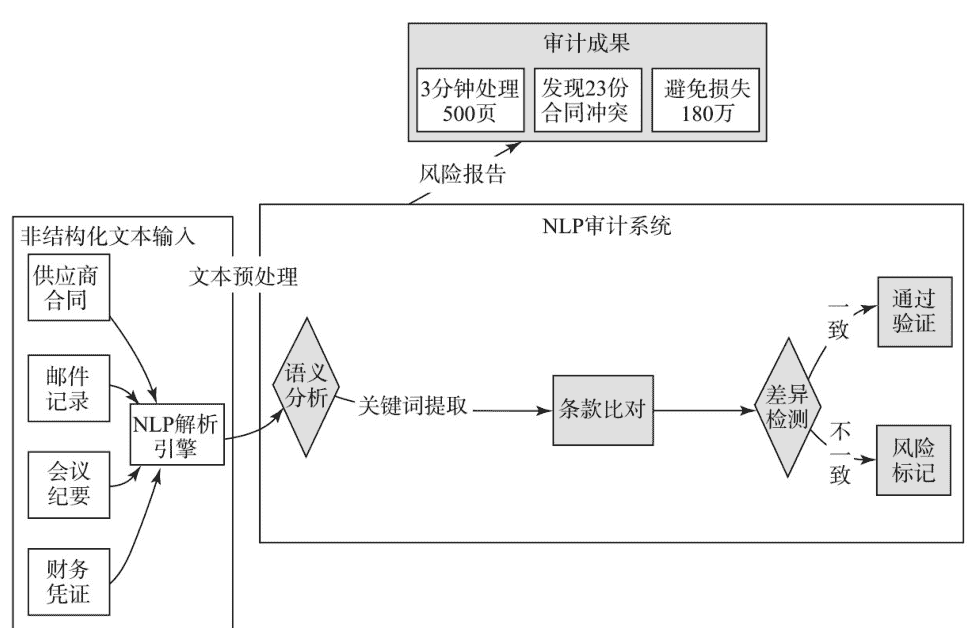 审计成果
3分钟处理
500页
发现23份
合同冲突
避免损失
180万
风险报告
NLP审计系统
非结构化文本输入
供应商
合同
文本预处理
邮件
记录
NLP解析
引擎
会议
纪要
财务
凭证
语义
分析
关键词提取
条款比对
差异
检测
一
致
通过
验证
不
一
致
风险
标记